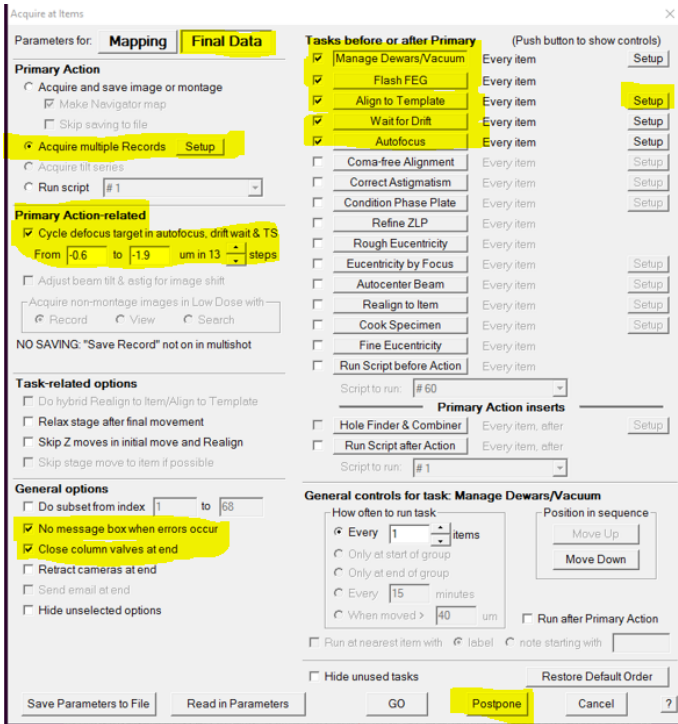 Acquire at Items
Parameters for: Mapping Final Data
Primary Action
Acquire and save image or montage
Make Navigator map
Skip saving to file
Acquire multiple Records Setup
Acquire tilt series
Run script #1
Primary Action-related
Cycle defocus target in autofocus, drift wait & TS
From -0.6 to -1.9 um in 13 steps
Adjust beam tilt & astig for image shift
Acquire non-montage images in Low Dose with
Record View Search
NO SAVING: "Save Record" not on in multishot
Task-related options
Do hybrid Realign to Item/Align to Template
Relax stage after final movement
Skip Z moves in initial move and Realign
Skip stage move to item if possible
General options
Do subset from index 1 to 68
No message box when errors occur
Close column valves at end
Retract cameras at end
Send email at end
Hide unselected options
Tasks before or after Primary (Push button to show controls)
Manage Dewars/Vacuum Every item Setup
Flash FEG Every item
Align to Template Every item Setup
Wait for Drift Every item Setup
Autofocus Every item Setup
Coma-free Alignment Every item Setup
Correct Astigmatism Every item Setup
Condition Phase Plate Every item Setup
Refine ZLP Every item
Rough Eucentricity Every item
Eucentricity by Focus Every item Setup
Autocenter Beam Every item Setup
Realign to Item Every item Setup
Cook Specimen Every item Setup
Fine Eucentricity Every item
Run Script before Action Every item
Script to run: #60
Primary Action inserts
Hole Finder & Combiner Every item, after Setup
Run Script after Action Every item, after
Script to run: #1
General controls for task: Manage Dewars/Vacuum
How often to run task
Every 1 items
Only at start of group
Only at end of group
Every 15 minutes
When moved > 40 um
Position in sequence
Move Up
Move Down
Run after Primary Action
Run at nearest item with label note starting with
Hide unused tasks Restore Default Order
Save Parameters to File Read in Parameters GO Postpone Cancel ?